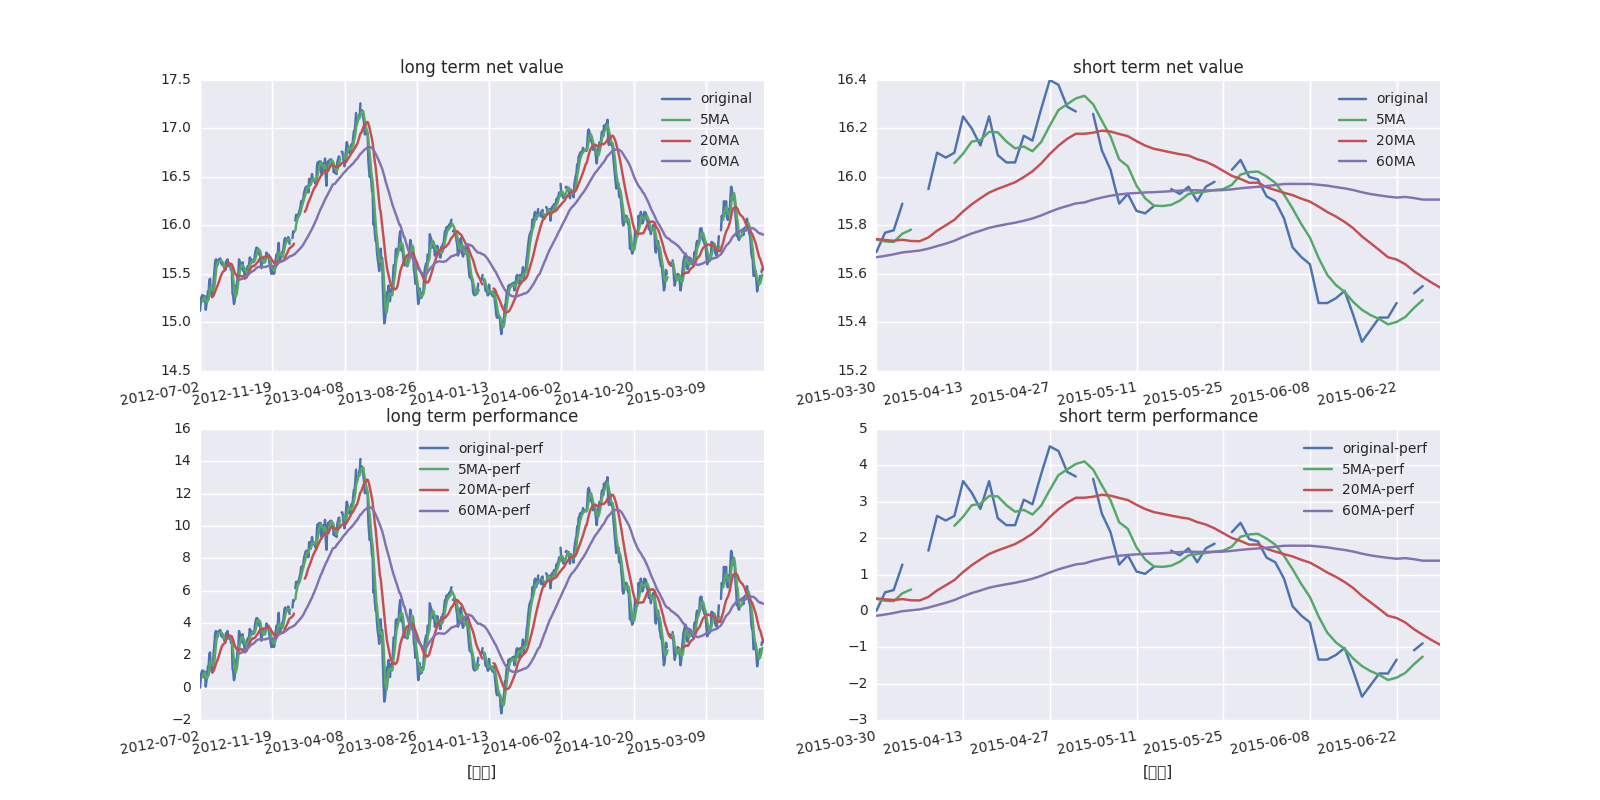 long term net value
17.5
17.0
16.5
16.0
15.5
15.0
14.5
original
5MA
20MA
60MA
2012-07-02 2012-11-19 2013-04-08 2013-08-26 2014-01-13 2014-06-02 2014-10-20 2015-03-09
short term net value
16.4
16.2
16.0
15.8
15.6
15.4
15.2
original
5MA
20MA
60MA
2015-03-30 2015-04-13 2015-04-27 2015-05-11 2015-05-25 2015-06-08 2015-06-22
long term performance
16
14
12
10
8
6
4
2
0
−2
original-perf
5MA-perf
20MA-perf
60MA-perf
2012-07-02 2012-11-19 2013-04-08 2013-08-26 2014-01-13 2014-06-02 2014-10-20 2015-03-09
short term performance
5
4
3
2
1
0
−1
−2
−3
original-perf
5MA-perf
20MA-perf
60MA-perf
2015-03-30 2015-04-13 2015-04-27 2015-05-11 2015-05-25 2015-06-08 2015-06-22